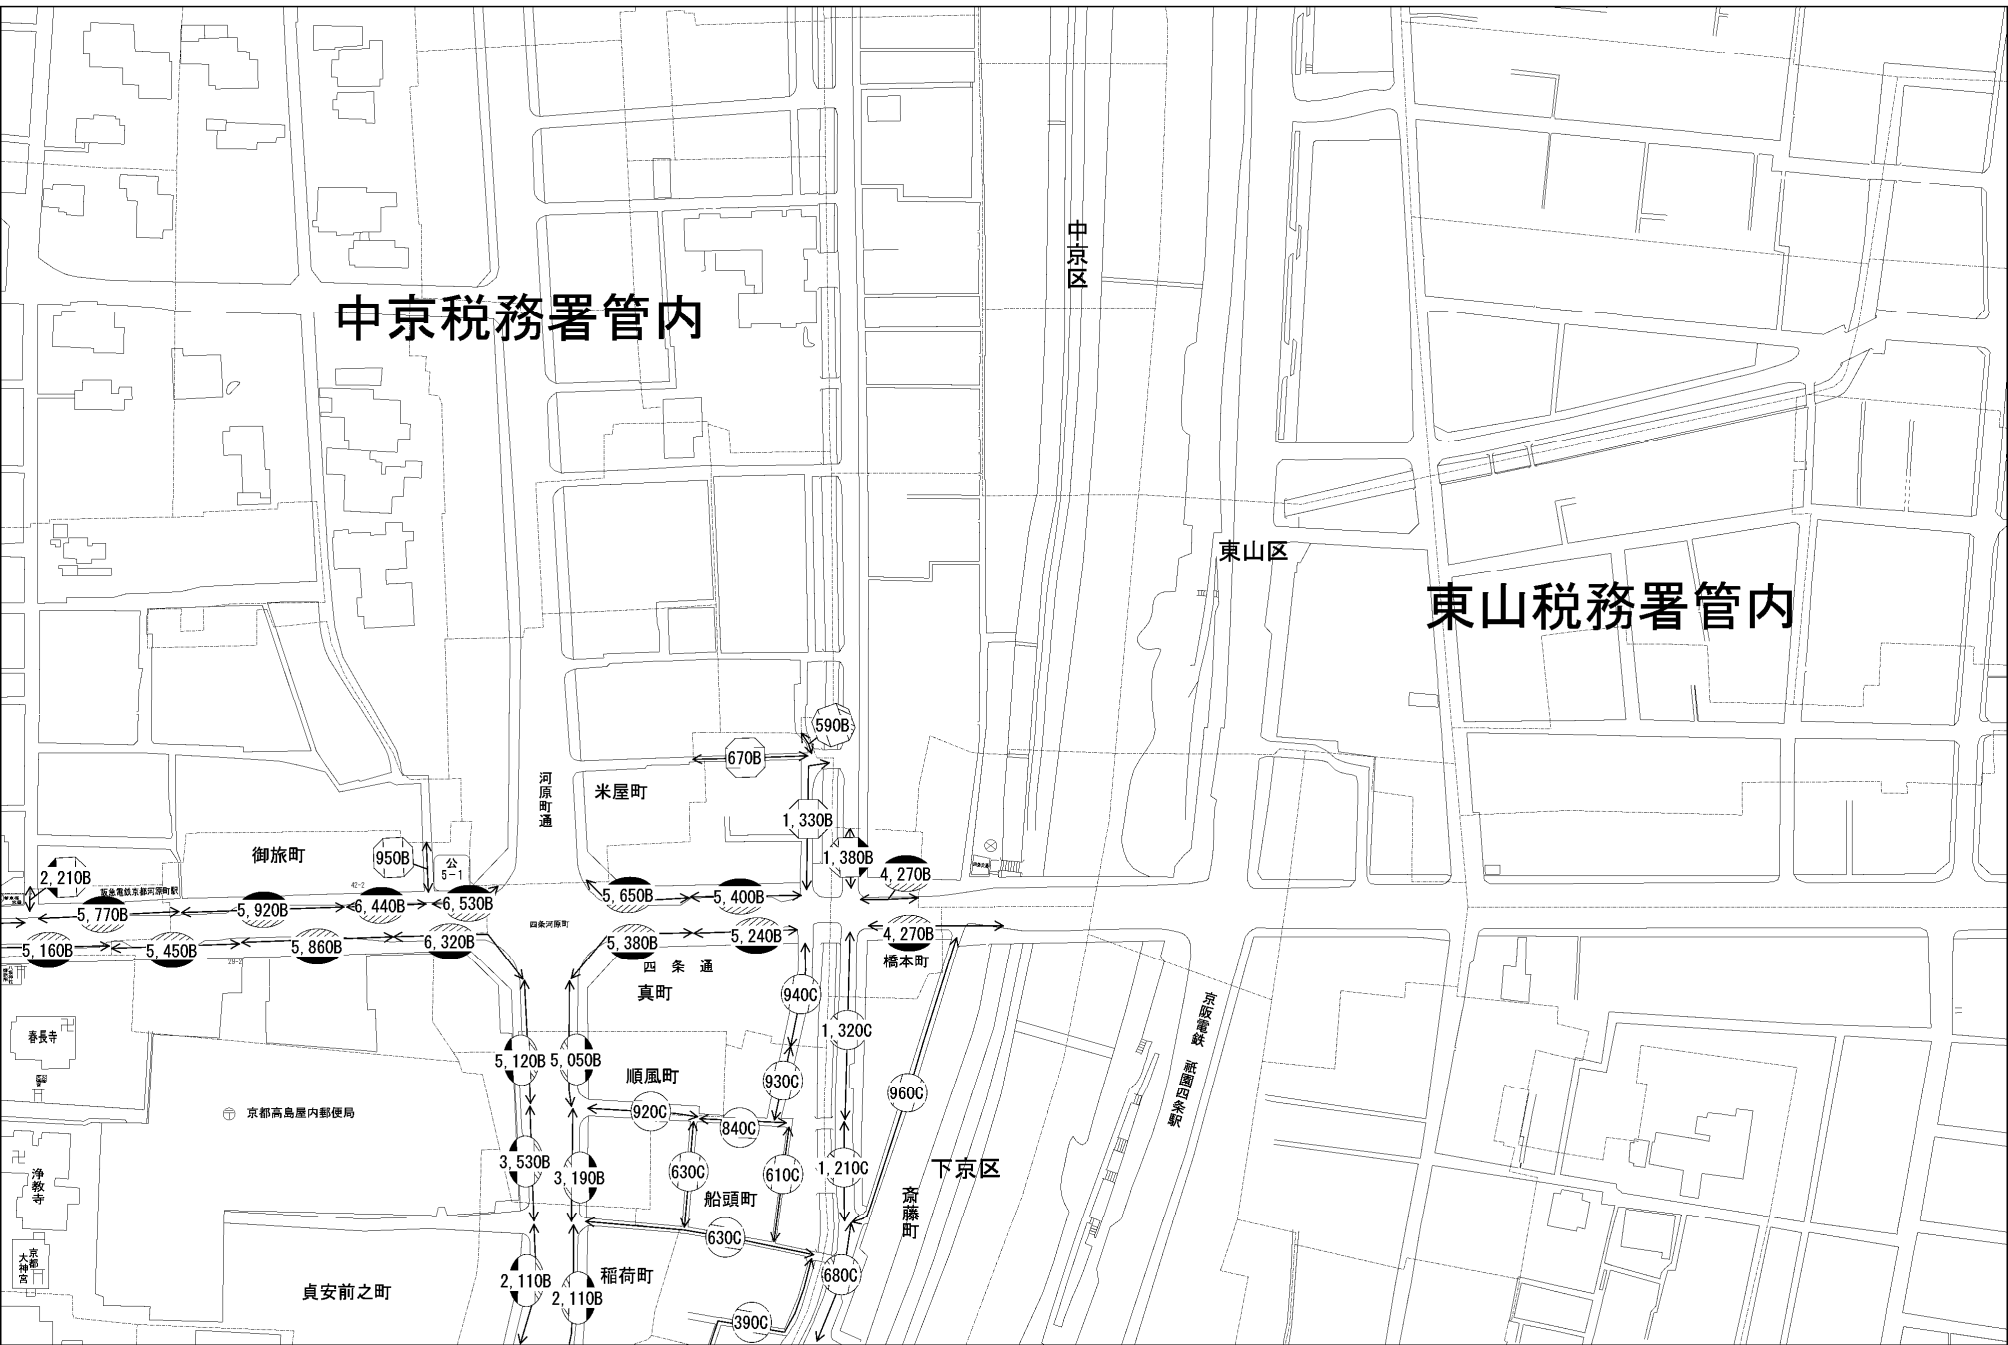 中京区
中京税務署管内
東山区
東山税務署管内
590B
670B
河原町通
米屋町
1,330B
御旅町
950B
公
5-1
1,380B
4,270B
2,210B
阪急電鉄京都河原町駅
42-2
5,770B
5,920B
6,440B
6,530B
5,650B
5,400B
四条河原町
5,160B
5,450B
5,860B
6,320B
5,380B
5,240B
4,270B
29-2
四条通
橋本町
真町
940C
京阪電鉄 祇園四条駅
春長寺
1,320C
5,120B
5,050B
順風町
930C
960C
京都高島屋内郵便局
920C
840C
3,530B
3,190B
630C
610C
1,210C
下京区
浄教寺
船頭町
斎藤町
630C
京都
大神宮
貞安前之町
2,110B
2,110B
稲荷町
680C
390C